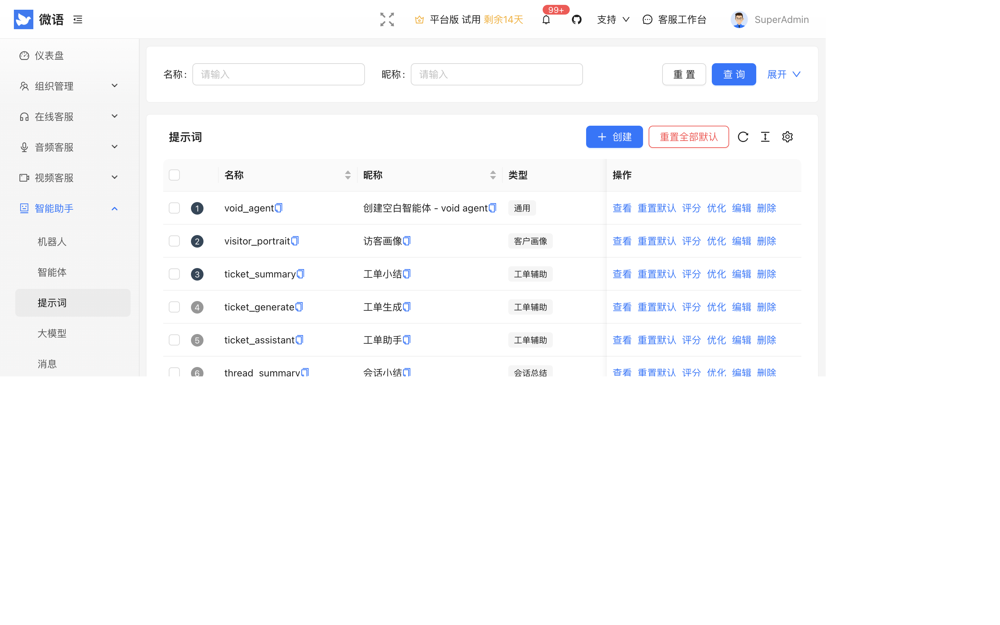 微语
平台版 试用 剩余14天
99+
支持
客服工作台
SuperAdmin
仪表盘
组织管理
在线客服
音频客服
视频客服
智能助手
机器人
智能体
提示词
大模型
消息
名称 : 请输入 昵称 : 请输入 重 置 查 询 展开
提示词 创建 重置全部默认
名称 昵称 类型 操作
1 void_agent 创建空白智能体 - void agent 通用 查看 重置默认 评分 优化 编辑 删除
2 visitor_portrait 访客画像 客户画像 查看 重置默认 评分 优化 编辑 删除
3 ticket_summary 工单小结 工单辅助 查看 重置默认 评分 优化 编辑 删除
4 ticket_generate 工单生成 工单辅助 查看 重置默认 评分 优化 编辑 删除
5 ticket_assistant 工单助手 工单辅助 查看 重置默认 评分 优化 编辑 删除
6 thread_summary 会话小结 会话总结 查看 重置默认 评分 优化 编辑 删除